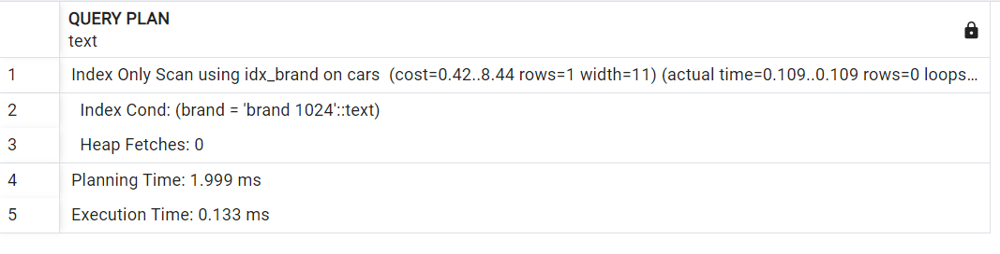 QUERY PLAN
text
1 Index Only Scan using idx_brand on cars (cost=0.42..8.44 rows=1 width=11) (actual time=0.109..0.109 rows=0 loops…
2 Index Cond: (brand = 'brand 1024'::text)
3 Heap Fetches: 0
4 Planning Time: 1.999 ms
5 Execution Time: 0.133 ms